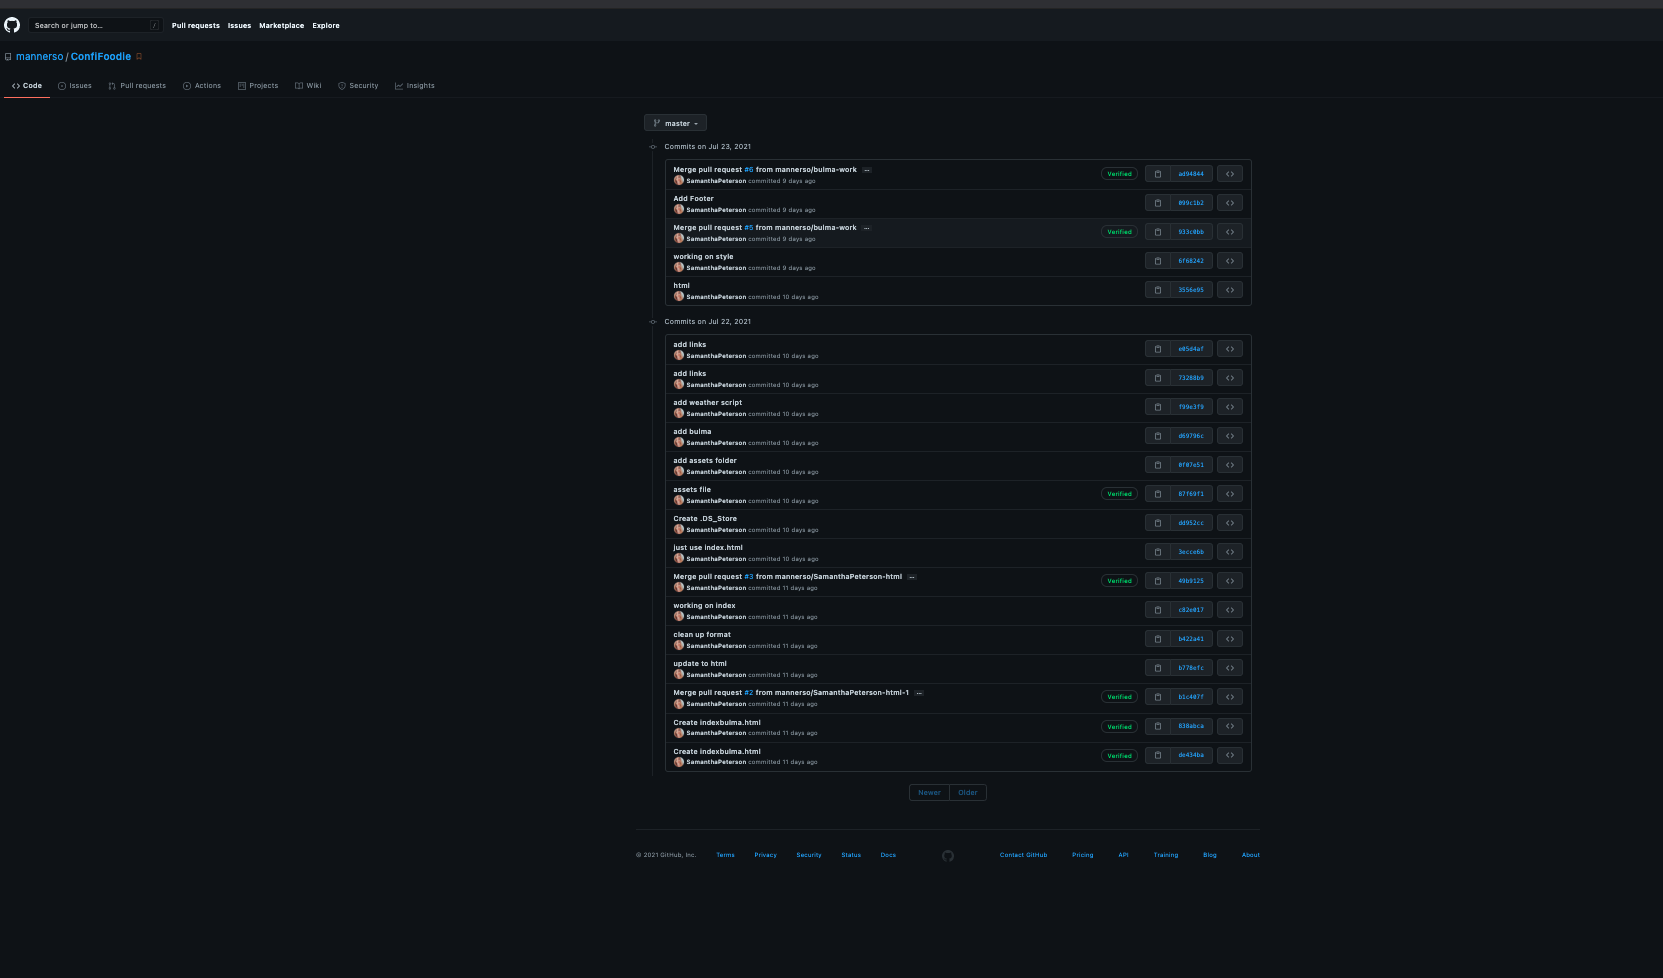 Search or jump to... /
Pull requests Issues Marketplace Explore
mannerso / ConfiFoodie
Code Issues Pull requests Actions Projects Wiki Security Insights
master
Commits on Jul 23, 2021
Merge pull request #6 from mannerso/bulma-work ...
SamanthaPeterson committed 9 days ago
Verified ad94844
Add Footer
SamanthaPeterson committed 9 days ago
099c1b2
Merge pull request #5 from mannerso/bulma-work ...
SamanthaPeterson committed 9 days ago
Verified 933c0bb
working on style
SamanthaPeterson committed 9 days ago
6f68242
html
SamanthaPeterson committed 10 days ago
3556e95
Commits on Jul 22, 2021
add links
SamanthaPeterson committed 10 days ago
e05d4af
add links
SamanthaPeterson committed 10 days ago
73288b9
add weather script
SamanthaPeterson committed 10 days ago
f99e3f9
add bulma
SamanthaPeterson committed 10 days ago
d69796c
add assets folder
SamanthaPeterson committed 10 days ago
0f07e51
assets file
SamanthaPeterson committed 10 days ago
Verified 87f69f1
Create .DS_Store
SamanthaPeterson committed 10 days ago
dd952cc
just use index.html
SamanthaPeterson committed 10 days ago
3ecce6b
Merge pull request #3 from mannerso/SamanthaPeterson-html ...
SamanthaPeterson committed 11 days ago
Verified 49b9125
working on index
SamanthaPeterson committed 11 days ago
c82e017
clean up format
SamanthaPeterson committed 11 days ago
b422a41
update to html
SamanthaPeterson committed 11 days ago
b778efc
Merge pull request #2 from mannerso/SamanthaPeterson-html-1 ...
SamanthaPeterson committed 11 days ago
Verified b1c407f
Create indexbulma.html
SamanthaPeterson committed 11 days ago
Verified 830abca
Create indexbulma.html
SamanthaPeterson committed 11 days ago
Verified de434ba
Newer Older
© 2021 GitHub, Inc. Terms Privacy Security Status Docs Contact GitHub Pricing API Training Blog About